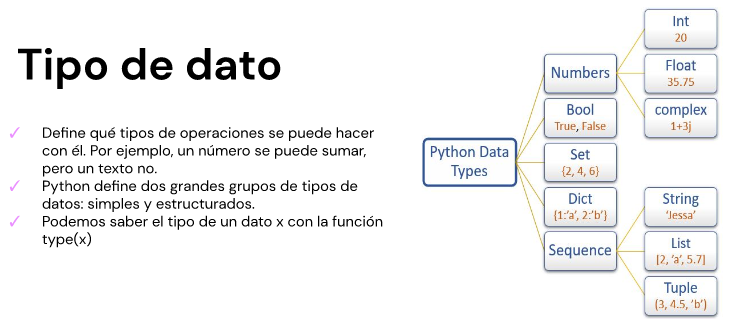 Tipo de dato
✓ Define qué tipos de operaciones se puede hacer
con él. Por ejemplo, un número se puede sumar,
pero un texto no.
✓ Python define dos grandes grupos de tipos de
datos: simples y estructurados.
✓ Podemos saber el tipo de un dato x con la función
type(x)
Python Data
Types
Numbers
Int
20
Float
35.75
complex
1+3j
Bool
True, False
Set
{2, 4, 6}
Dict
{1:'a', 2:'b'}
Sequence
String
'Jessa'
List
[2, 'a', 5.7]
Tuple
(3, 4.5, 'b')